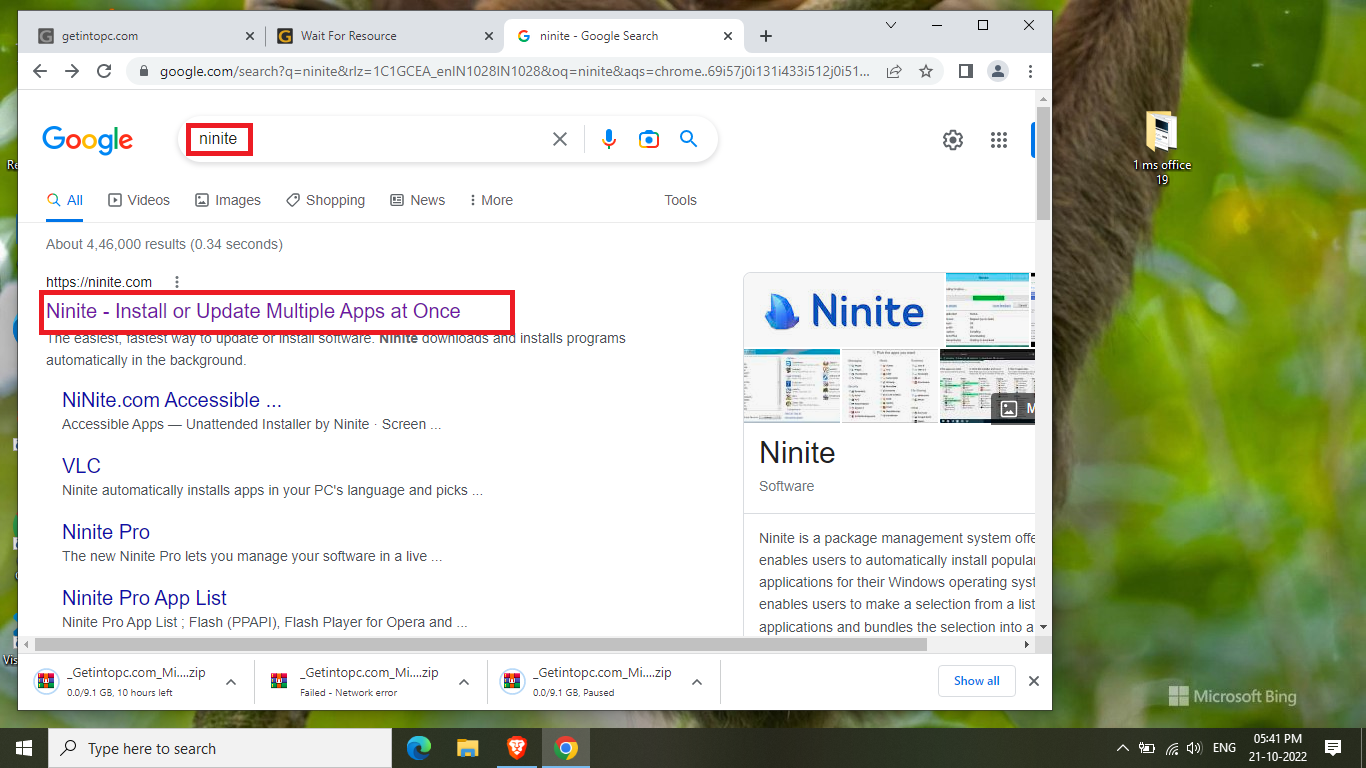 getintopc.com
Wait For Resource
ninite - Google Search
google.com/search?q=ninite&rlz=1C1GCEA_enIN1028IN1028&oq=ninite&aqs=chrome..69i57j0i131i433i512j0i51...
Google
ninite
All
Videos
Images
Shopping
News
More
Tools
About 4,46,000 results (0.34 seconds)
https://ninite.com
Ninite - Install or Update Multiple Apps at Once
The easiest, fastest way to update or install software. Ninite downloads and installs programs
automatically in the background.
NiNite.com Accessible ...
Accessible Apps — Unattended Installer by Ninite · Screen ...
VLC
Ninite automatically installs apps in your PC's language and picks ...
Ninite Pro
The new Ninite Pro lets you manage your software in a live ...
Ninite Pro App List
Ninite Pro App List ; Flash (PPAPI), Flash Player for Opera and ...
Ninite
M
Ninite
Software
Ninite is a package management system offe
enables users to automatically install popular
applications for their Windows operating syst
enables users to make a selection from a list
applications and bundles the selection into a
_Getintopc.com_Mi....zip
0.0/9.1 GB, 10 hours left
_Getintopc.com_Mi....zip
Failed - Network error
_Getintopc.com_Mi....zip
0.0/9.1 GB, Paused
Show all
1 ms office
19
Re
Vis
Microsoft Bing
Type here to search
ENG
05:41 PM
21-10-2022